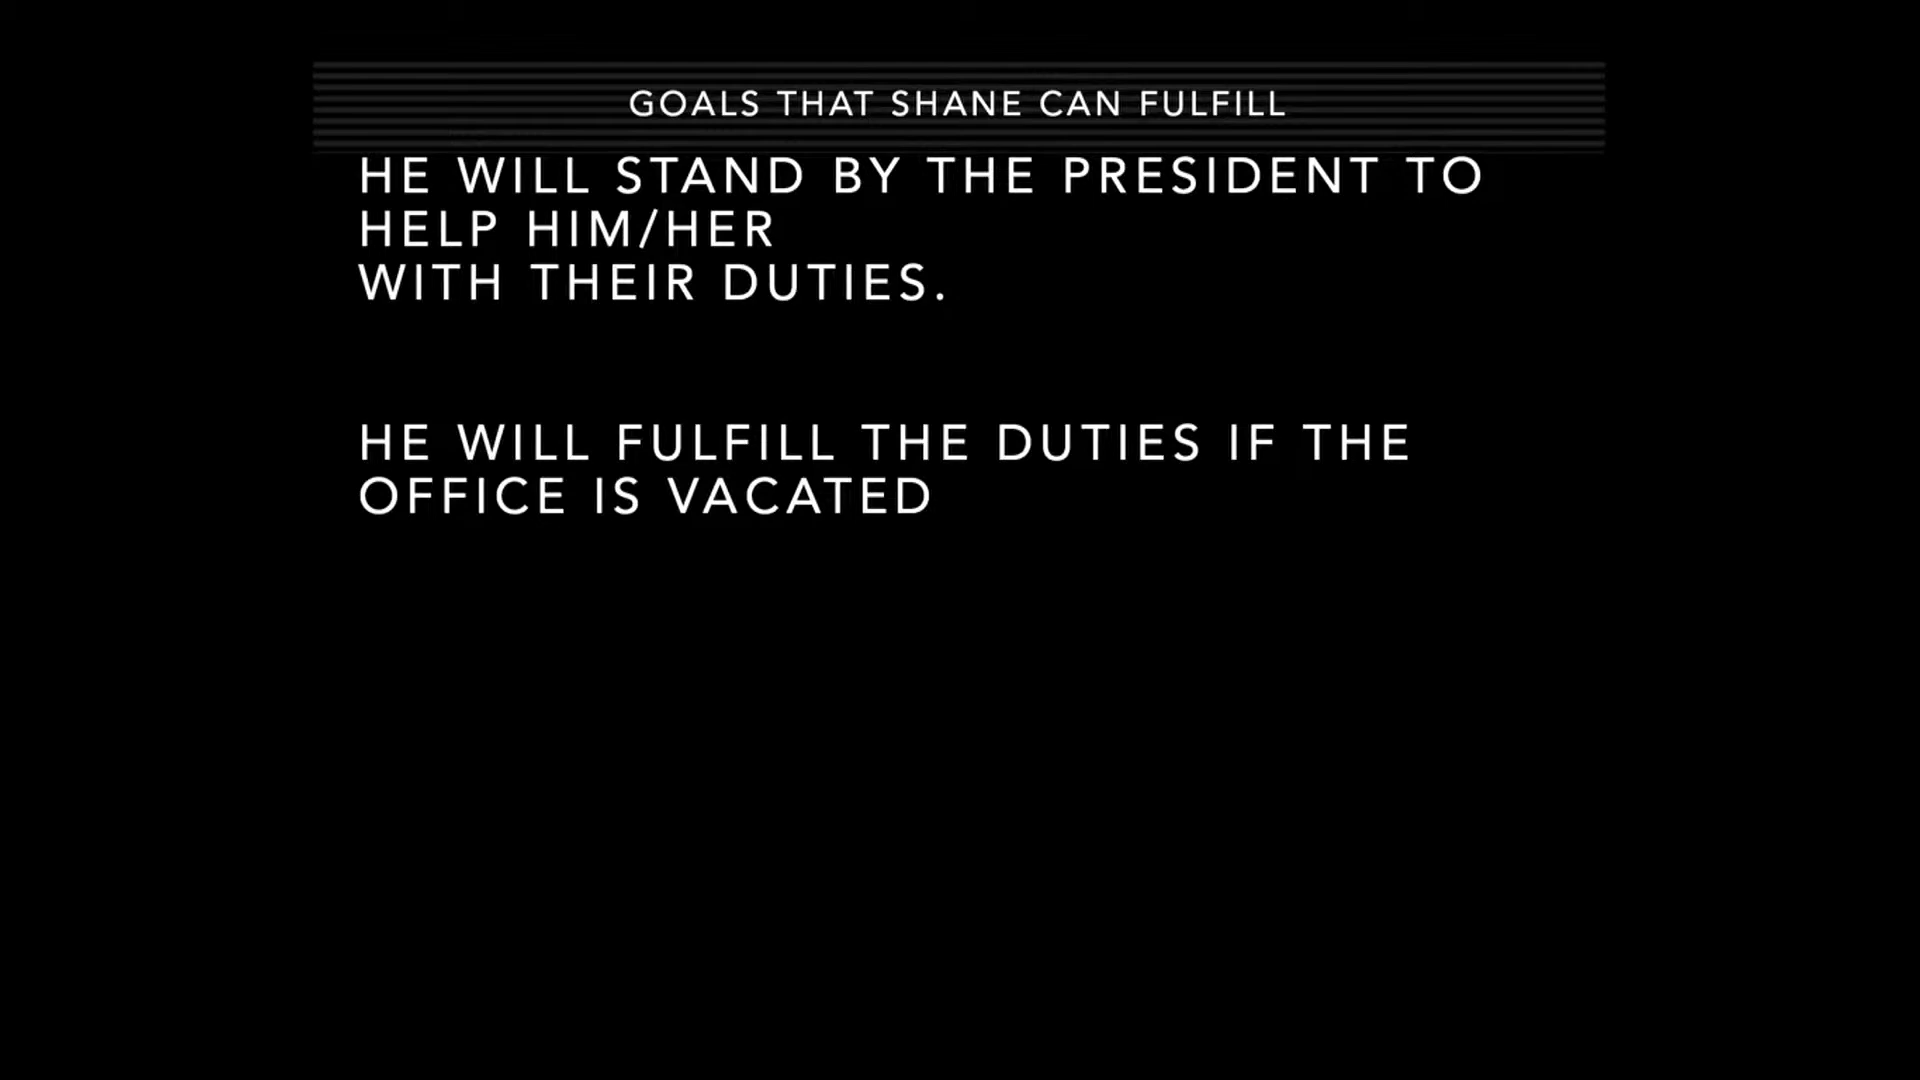 GOALS THAT SHANE CAN FULFILL
HE WILL STAND BY THE PRESIDENT TO
HELP HIM/HER
WITH THEIR DUTIES.
HE WILL FULFILL THE DUTIES IF THE
OFFICE IS VACATED